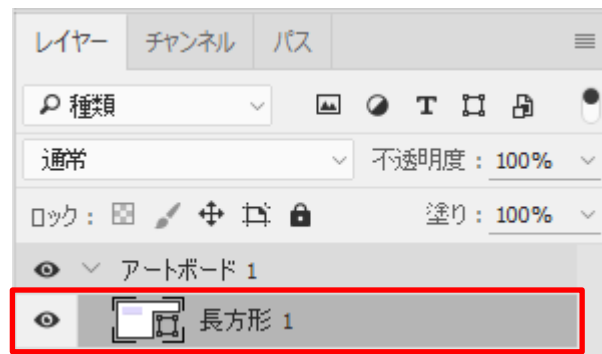 レイヤー チャンネル パス
種類 T
通常 不透明度 : 100%
ロック : 塗り : 100%
アートボード 1
長方形 1